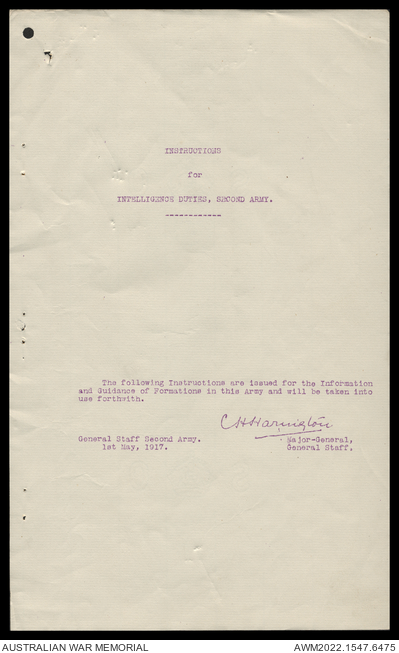 INSTRUCTIONS
for
INTELLIGENCE DUTIES, SECOND ARMY.
------------
The following Instructions are issued for the Information
and Guidance of Formations in this Army and will be taken into
use forthwith.
C H Harington
General Staff Second Army.
1st May, 1917.
Major-General,
General Staff.
AUSTRALIAN WAR MEMORIAL
AWM2022.1547.6475